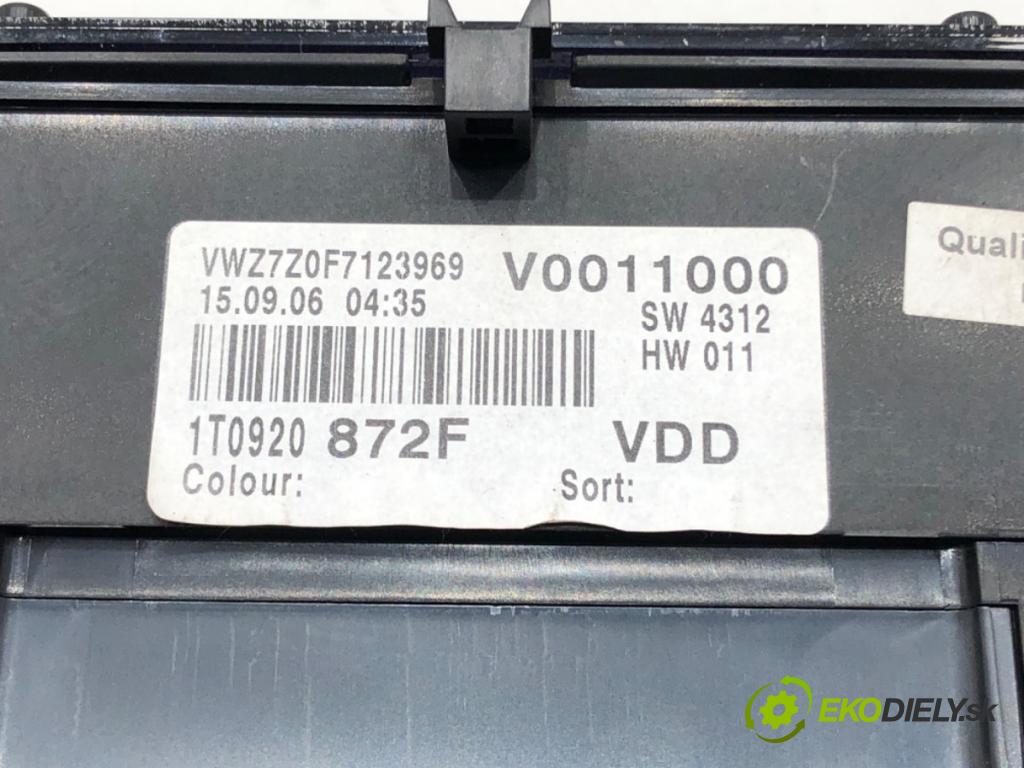 VWZ7Z0F7123969 V0011000
15.09.06 04:35 SW 4312
HW 011
1T0920 872F VDD
Colour: Sort:
Quali
EKODIELY.sk